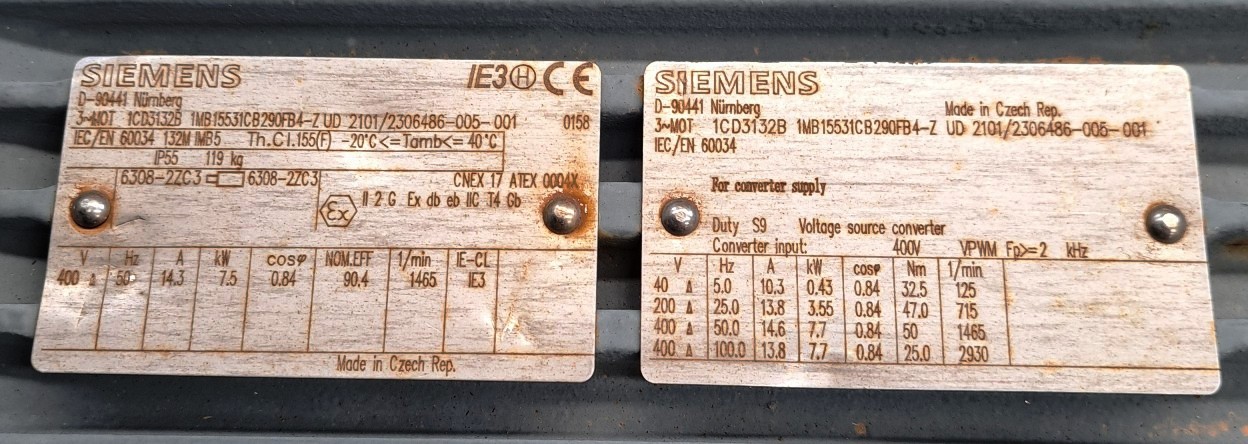 SIEMENS IE3 H CE
D-90441 Nürnberg
3~MOT 1CD3132B 1MB15531CB290FB4-Z UD 2101/2306486-005-001 0158
IEC/EN 60034 132M IMB5 Th.Cl.155(F) -20°C<=Tamb<= 40°C
IP55 119 kg
6308-2ZC3 6308-2ZC3 CNEX 17 ATEX 0004X
Ex II 2 G Ex db eb IIC T4 Gb
V Hz A kW cosφ NOM.EFF 1/min IE-CL
400 Δ 50 14.3 7.5 0.84 90.4 1465 IE3
Made in Czech Rep.
SIEMENS
D-90441 Nürnberg Made in Czech Rep.
3~MOT 1CD3132B 1MB15531CB290FB4-Z UD 2101/2306486-005-001
IEC/EN 60034
For converter supply
Duty S9 Voltage source converter
Converter input: 400V VPWM Fp>=2 kHz
V Hz A kW cosφ Nm 1/min
40 Δ 5.0 10.3 0.43 0.84 32.5 125
200 Δ 25.0 13.8 3.55 0.84 47.0 715
400 Δ 50.0 14.6 7.7 0.84 50 1465
400 Δ 100.0 13.8 7.7 0.84 25.0 2930